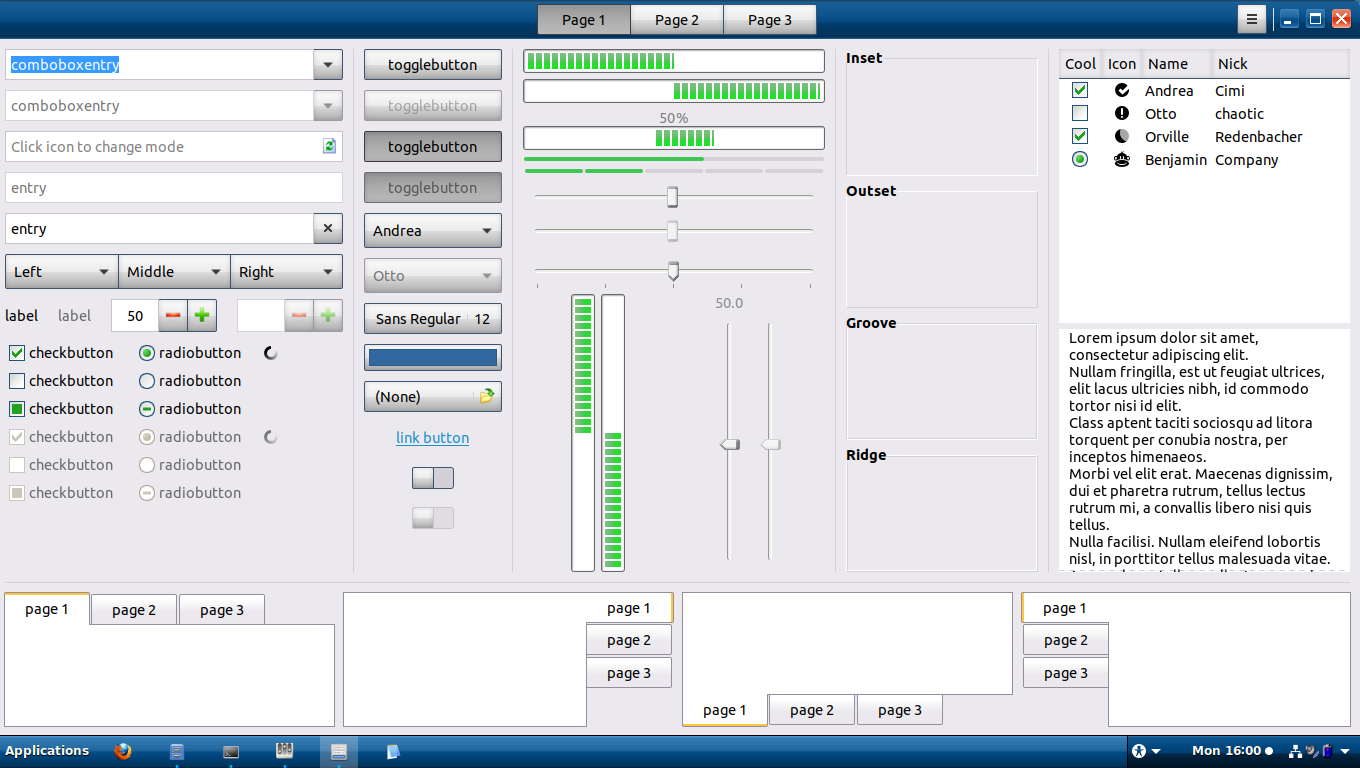 Page 1
Page 2
Page 3
comboboxentry
comboboxentry
Click icon to change mode
entry
entry
Left
Middle
Right
label
label
50
checkbutton
radiobutton
checkbutton
radiobutton
checkbutton
radiobutton
checkbutton
radiobutton
checkbutton
radiobutton
checkbutton
radiobutton
togglebutton
togglebutton
togglebutton
togglebutton
Andrea
Otto
Sans Regular 12
(None)
link button
50%
50.0
Inset
Outset
Groove
Ridge
Cool Icon Name Nick
Andrea Cimi
Otto chaotic
Orville Redenbacher
Benjamin Company
Lorem ipsum dolor sit amet,
consectetur adipiscing elit.
Nullam fringilla, est ut feugiat ultrices,
elit lacus ultricies nibh, id commodo
tortor nisi id elit.
Class aptent taciti sociosqu ad litora
torquent per conubia nostra, per
inceptos himenaeos.
Morbi vel elit erat. Maecenas dignissim,
dui et pharetra rutrum, tellus lectus
rutrum mi, a convallis libero nisi quis
tellus.
Nulla facilisi. Nullam eleifend lobortis
nisl, in porttitor tellus malesuada vitae.
page 1
page 2
page 3
page 1
page 2
page 3
page 1
page 2
page 3
page 1
page 2
page 3
Applications
Mon 16:00